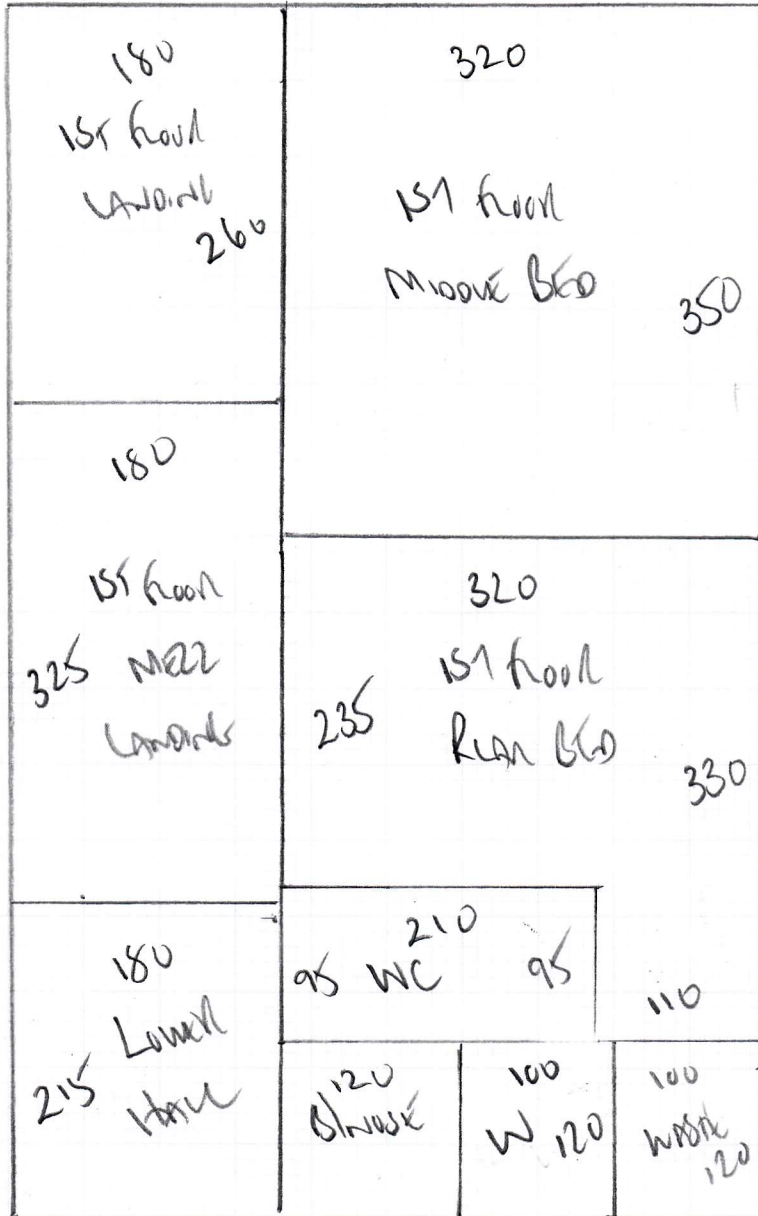 180
1ST FLOOR
LANDING
260
320
1ST FLOOR
MIDDLE BED
350
180
1ST FLOOR
325 MEZZ
LANDING
320
1ST FLOOR
235
REAR BED
330
180
LOWER
215 HALL
210
95 WC 95
110
120
B/NOSE
100
W 120
100
WASTE
120